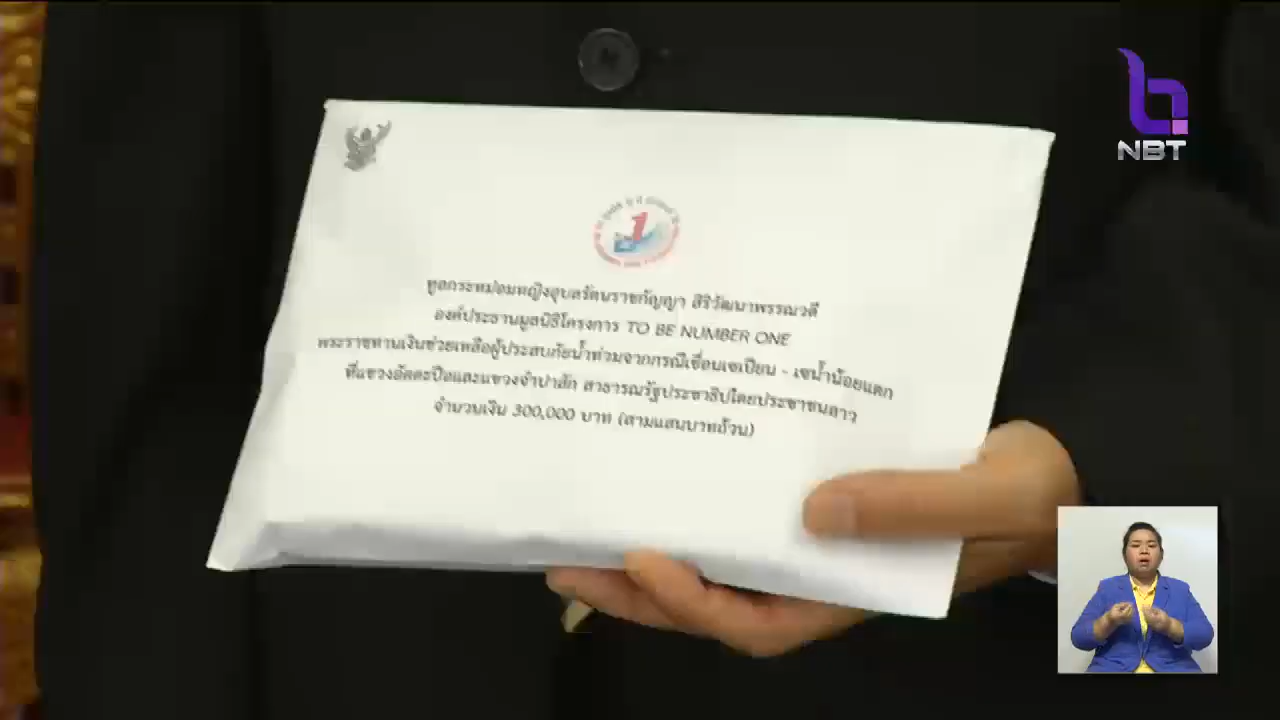 NBT
1
ทูลกระหม่อมหญิงอุบลรัตนราชกัญญา สิริวัฒนาพรรณวดี
องค์ประธานมูลนิธิโครงการ TO BE NUMBER ONE
พระราชทานเงินช่วยเหลือผู้ประสบภัยน้ำท่วมจากกรณีเขื่อนเซเปียน - เซน้ำน้อยแตก
ที่แขวงอัตตะปือและแขวงจำปาสัก สาธารณรัฐประชาธิปไตยประชาชนลาว
จำนวนเงิน 300,000 บาท (สามแสนบาทถ้วน)